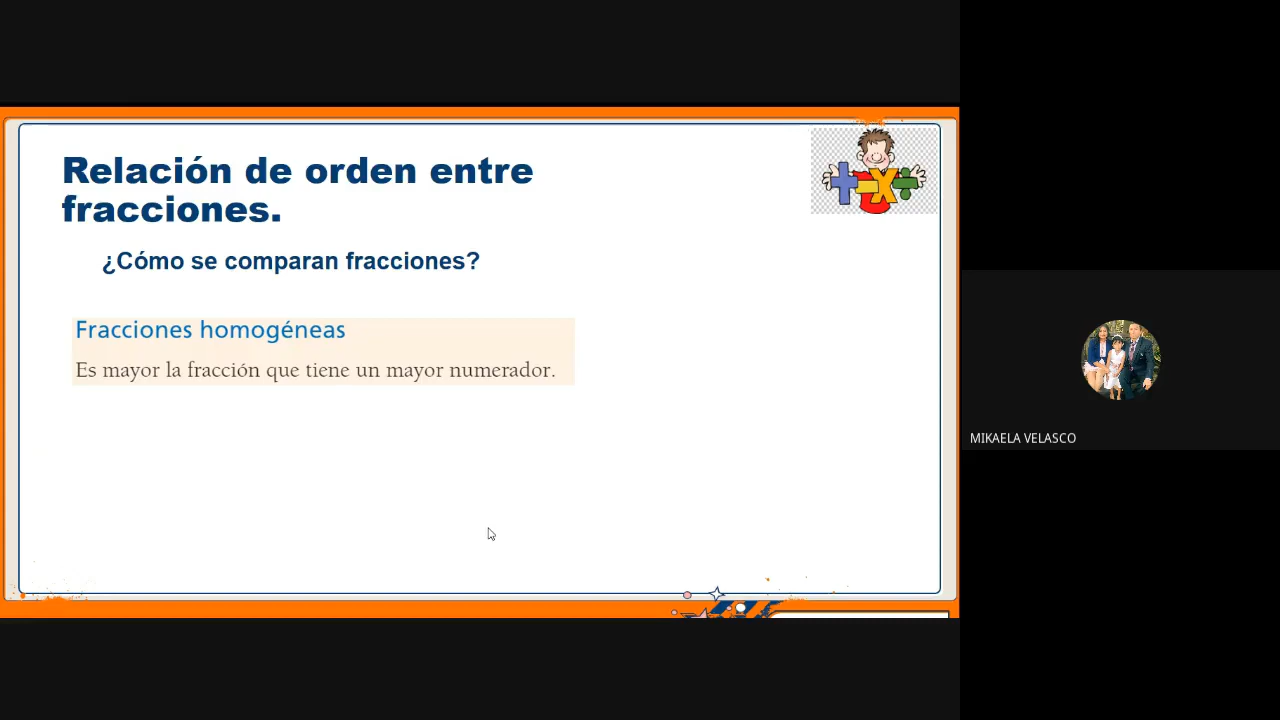 Relación de orden entre
fracciones.
¿Cómo se comparan fracciones?
Fracciones homogéneas
Es mayor la fracción que tiene un mayor numerador.
MIKAELA VELASCO